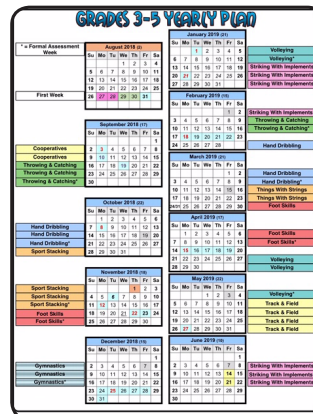 GRADES 3-5 YEARLY PLAN
* = Formal Assessment Week
August 2018
Su Mo Tu We Th Fr Sa
1 2 3 4
5 6 7 8 9 10 11
12 13 14 15 16 17 18
19 20 21 22 23 24 25
First Week 26 27 28 29 30 31
September 2018 (17)
Su Mo Tu We Th Fr Sa
1
Cooperatives 2 3 4 5 6 7 8
Cooperatives 9 10 11 12 13 14 15
Throwing & Catching 16 17 18 19 20 21 22
Throwing & Catching 23 24 25 26 27 28 29
Throwing & Catching* 30
October 2018 (22)
Su Mo Tu We Th Fr Sa
1 2 3 4 5 6
Hand Dribbling 7 8 9 10 11 12 13
Hand Dribbling 14 15 16 17 18 19 20
Hand Dribbling* 21 22 23 24 25 26 27
Sport Stacking 28 29 30 31
November 2018
Su Mo Tu We Th Fr Sa
Sport Stacking 1 2 3
Sport Stacking 4 5 6 7 8 9 10
Sport Stacking* 11 12 13 14 15 16 17
Foot Skills 18 19 20 21 22 23 24
Foot Skills* 25 26 27 28 29 30
December 2018
Su Mo Tu We Th Fr Sa
1
Gymnastics 2 3 4 5 6 7 8
Gymnastics 9 10 11 12 13 14 15
Gymnastics* 16 17 18 19 20 21 22
23 24 25 26 27 28 29
30 31
January 2019 (21)
Su Mo Tu We Th Fr Sa
1 2 3 4 5 Volleying
6 7 8 9 10 11 12 Volleying*
13 14 15 16 17 18 19 Striking With Implements
20 21 22 23 24 25 26 Striking With Implements
27 28 29 30 31 Striking With Implements
February 2019
Su Mo Tu We Th Fr Sa
1 2 Striking With Implements
3 4 5 6 7 8 9 Throwing & Catching
10 11 12 13 14 15 16 Throwing & Catching*
17 18 19 20 21 22 23
24 25 26 27 28 Hand Dribbling
March 2019
Su Mo Tu We Th Fr Sa
1 2 Hand Dribbling
3 4 5 6 7 8 9 Hand Dribbling*
10 11 12 13 14 15 16 Things With Strings
17 18 19 20 21 22 23 Things With Strings
24/31 25 26 27 28 29 30 Foot Skills
April 2019 (17)
Su Mo Tu We Th Fr Sa
1 2 3 4 5 6 Foot Skills
7 8 9 10 11 12 13 Foot Skills*
14 15 16 17 18 19 20
21 22 23 24 25 26 27 Volleying
28 29 30 Volleying
May 2019
Su Mo Tu We Th Fr Sa
1 2 3 4 Volleying*
5 6 7 8 9 10 11 Track & Field
12 13 14 15 16 17 18 Track & Field
19 20 21 22 23 24 25 Track & Field
26 27 28 29 30 31 Track & Field
June 2019
Su Mo Tu We Th Fr Sa
1
2 3 4 5 6 7 8 Striking With Implements
9 10 11 12 13 14 15 Striking With Implements
16 17 18 19 20 21 22 Striking With Implements
23 24 25 26 27 28 29
30